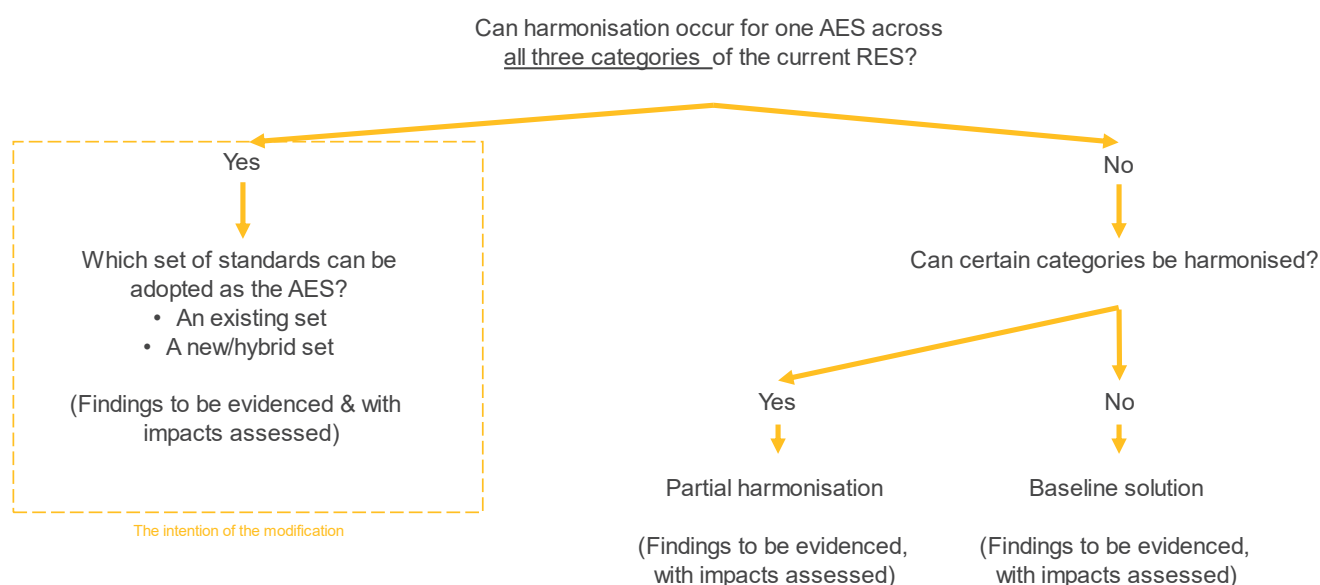 Can harmonisation occur for one AES across
all three categories of the current RES?
Yes
No
Which set of standards can be
adopted as the AES?
• An existing set
• A new/hybrid set
(Findings to be evidenced & with
impacts assessed)
The intention of the modification
Can certain categories be harmonised?
Yes
No
Partial harmonisation
(Findings to be evidenced,
with impacts assessed)
Baseline solution
(Findings to be evidenced,
with impacts assessed)